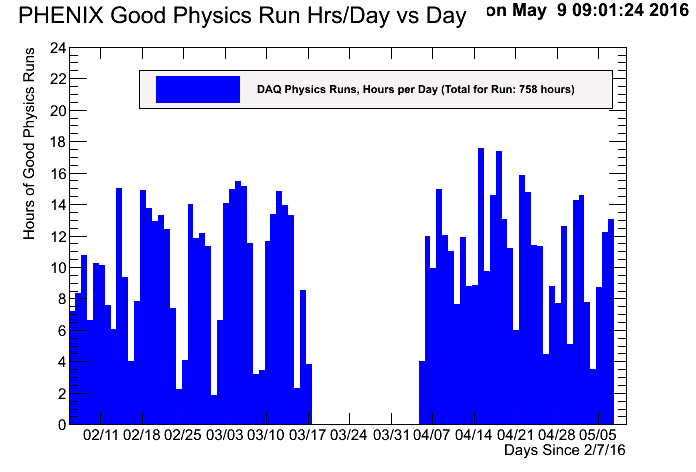 PHENIX Good Physics Run Hrs/Day vs Day on May 9 09:01:24 2016
Hours of Good Physics Runs
24
22
20
18
16
14
12
10
8
6
4
2
0
DAQ Physics Runs, Hours per Day (Total for Run: 758 hours)
02/11 02/18 02/25 03/03 03/10 03/17 03/24 03/31 04/07 04/14 04/21 04/28 05/05
Days Since 2/7/16